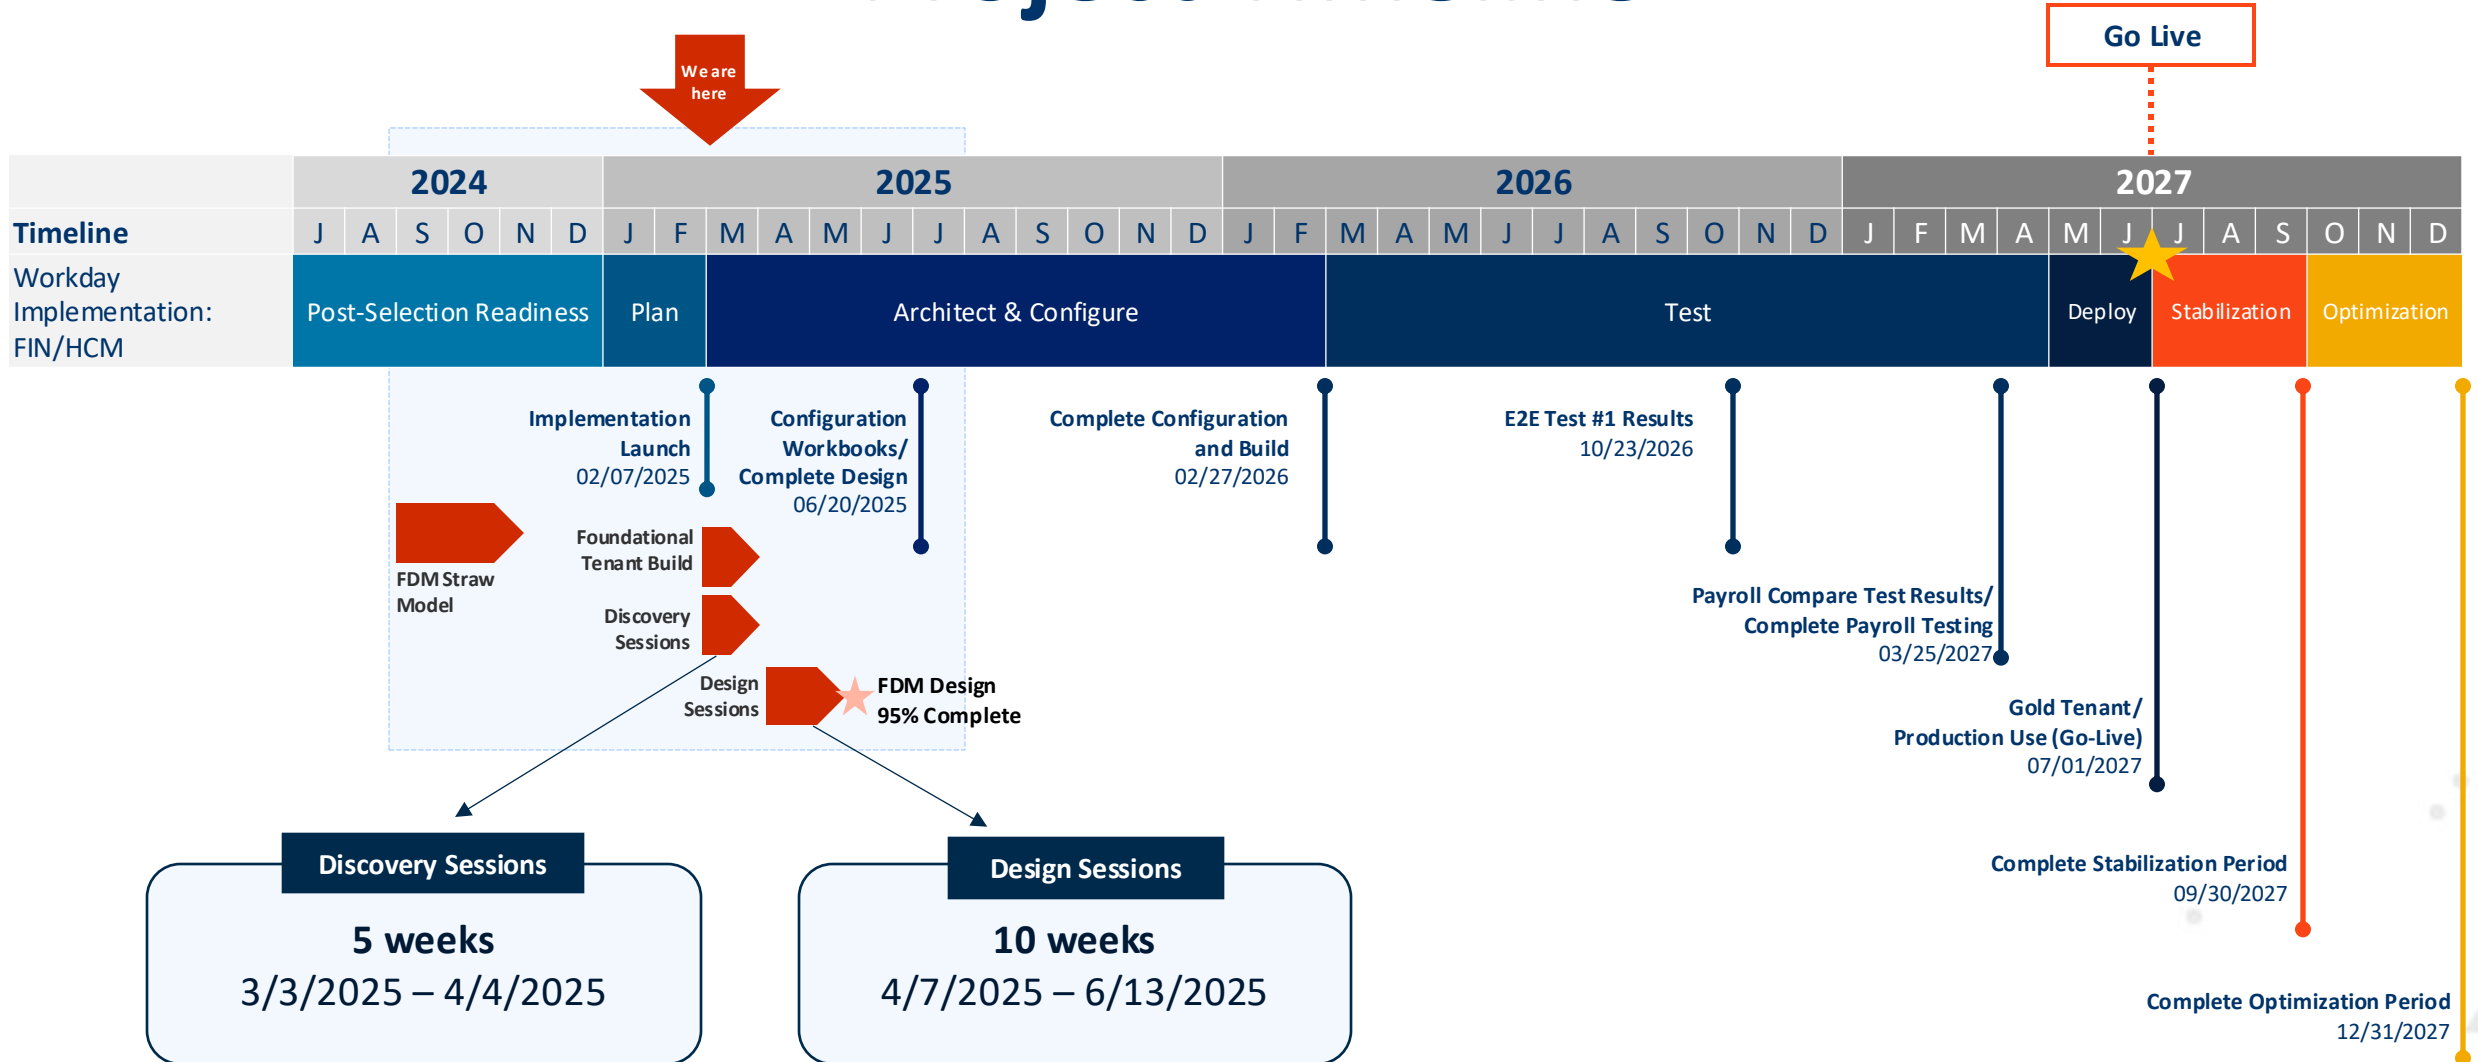 Go Live
We are
here
2024 2025 2026 2027
Timeline J A S O N D J F M A M J J A S O N D J F M A M J J A S O N D J F M A M J J A S O N D
Workday
Implementation:
FIN/HCM
Post-Selection Readiness Plan Architect & Configure Test Deploy Stabilization Optimization
Implementation
Launch
02/07/2025
Configuration
Workbooks/
Complete Design
06/20/2025
Complete Configuration
and Build
02/27/2026
E2E Test #1 Results
10/23/2026
FDM Straw
Model
Foundational
Tenant Build
Discovery
Sessions
Design
Sessions
FDM Design
95% Complete
Payroll Compare Test Results/
Complete Payroll Testing
03/25/2027
Gold Tenant/
Production Use (Go-Live)
07/01/2027
Complete Stabilization Period
09/30/2027
Complete Optimization Period
12/31/2027
Discovery Sessions
5 weeks
3/3/2025 – 4/4/2025
Design Sessions
10 weeks
4/7/2025 – 6/13/2025